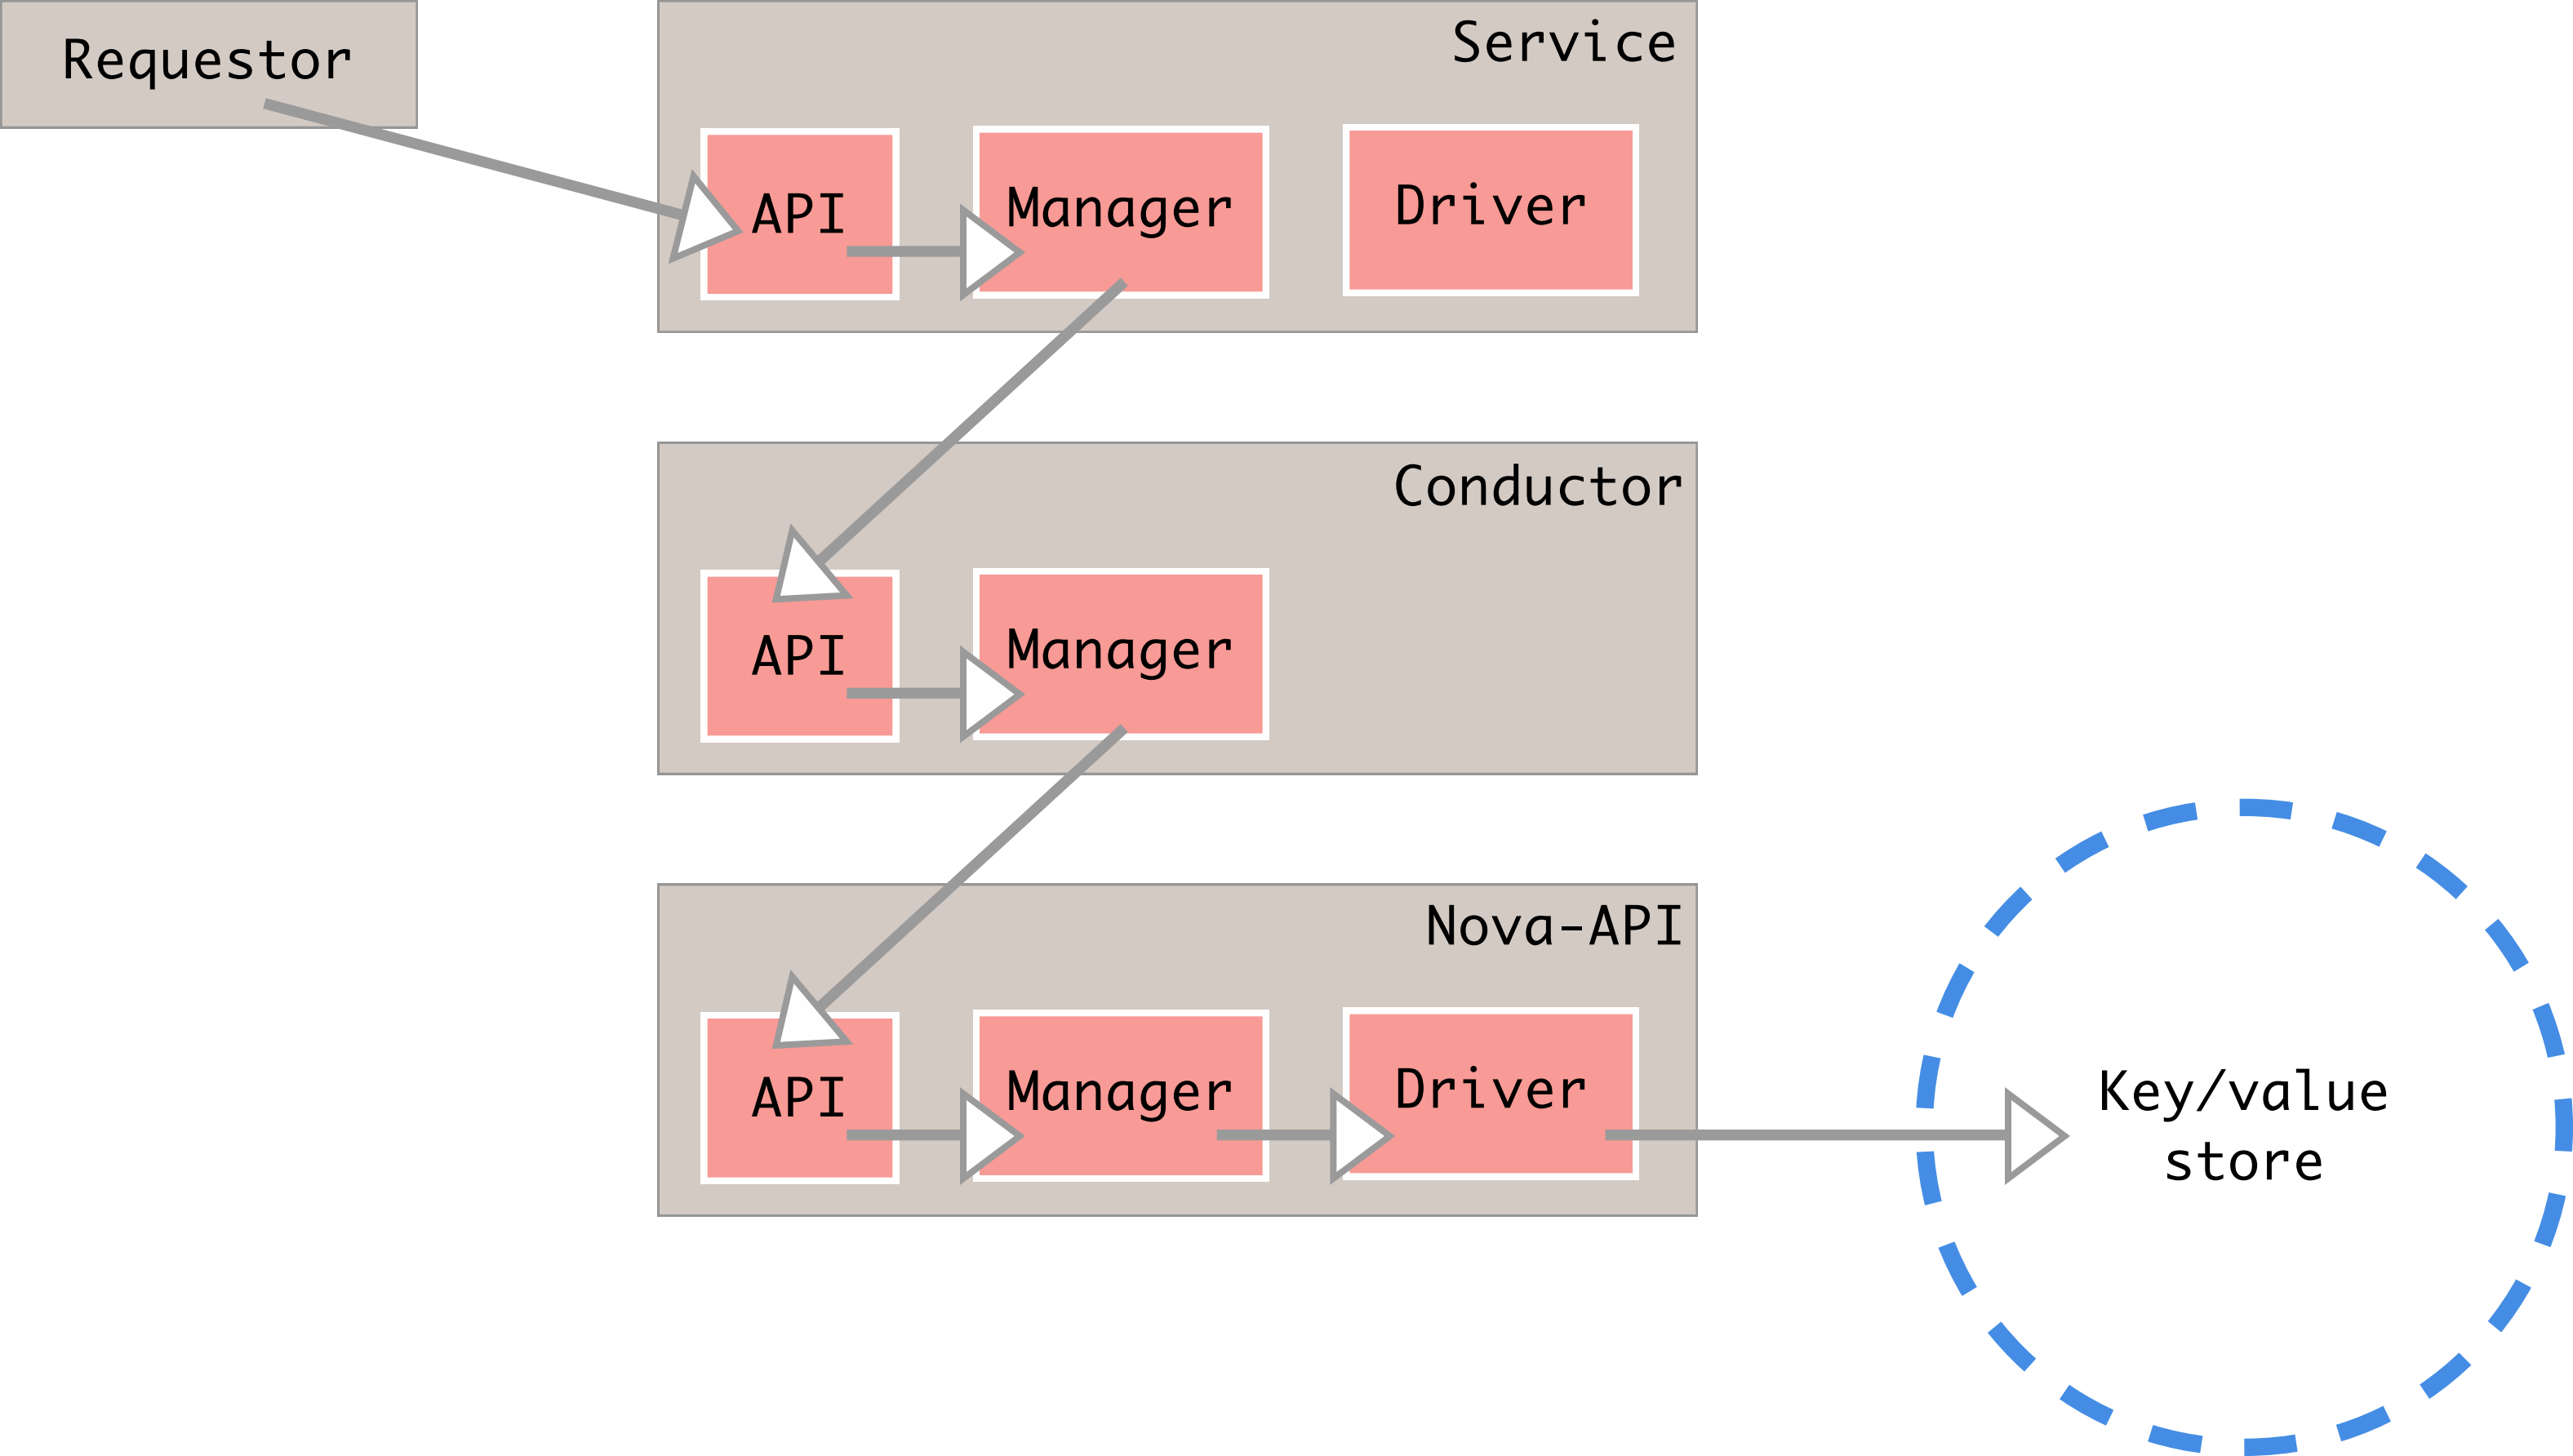 Requestor
Service
API
Manager
Driver
Conductor
API
Manager
Nova-API
API
Manager
Driver
Key/value
store